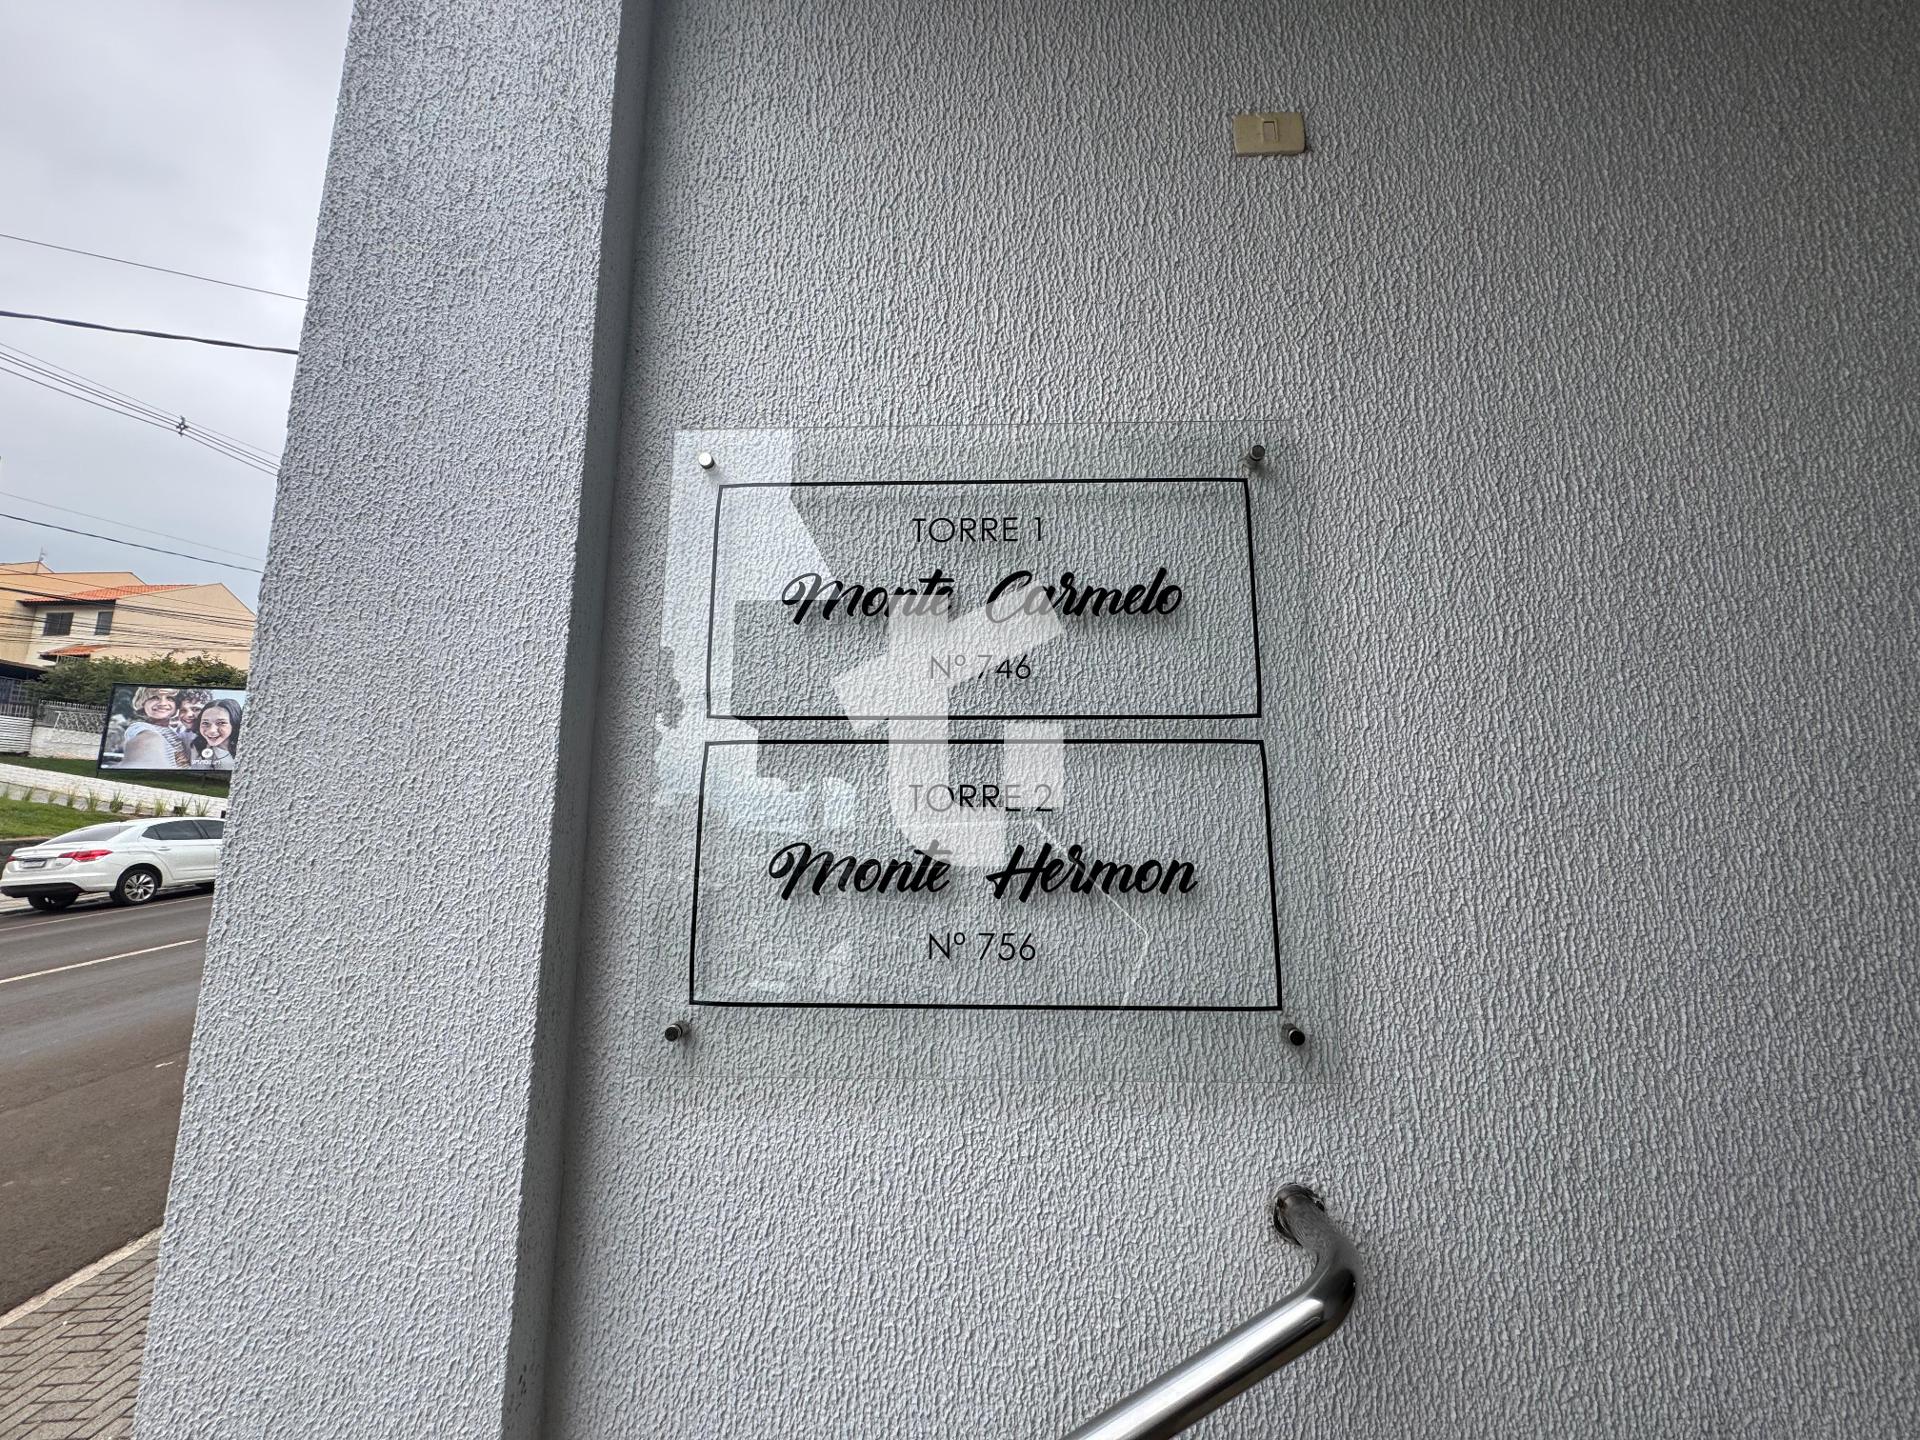 TORRE 1
Monte Carmelo
Nº 746
TORRE 2
Monte Hermon
Nº 756